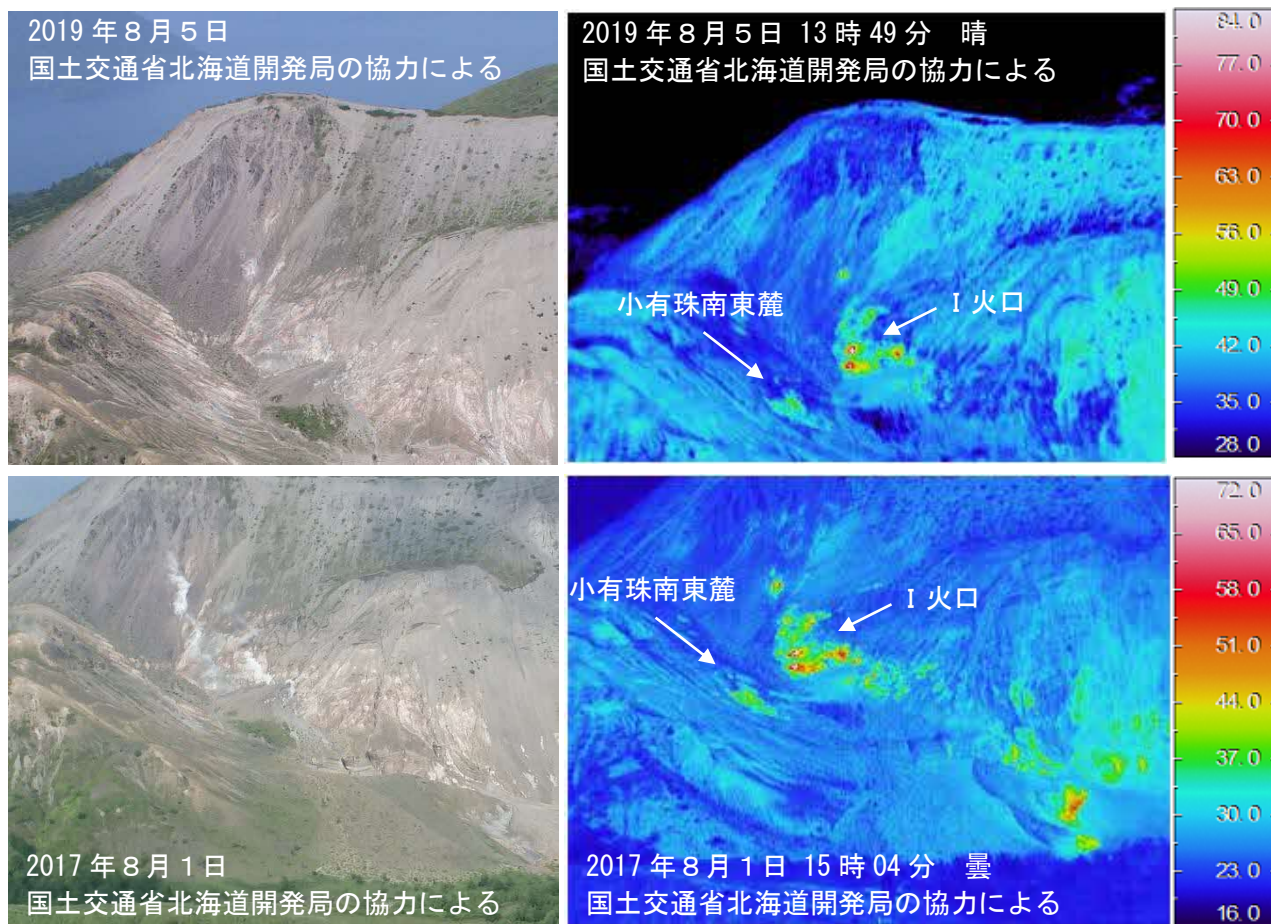 2019年8月5日
国土交通省北海道開発局の協力による
2019年8月5日 13時49分 晴
国土交通省北海道開発局の協力による
小有珠南東麓
I火口
84.0
77.0
70.0
63.0
56.0
49.0
42.0
35.0
28.0
小有珠南東麓
I火口
2017年8月1日
国土交通省北海道開発局の協力による
2017年8月1日 15時04分 曇
国土交通省北海道開発局の協力による
72.0
65.0
58.0
51.0
44.0
37.0
30.0
23.0
16.0